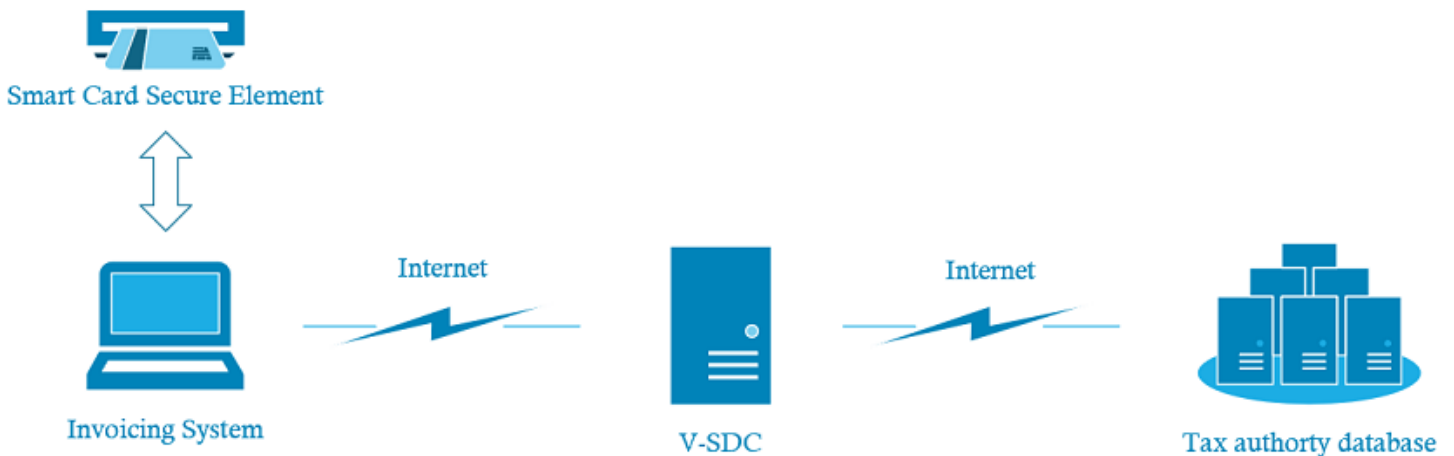 Smart Card Secure Element
Internet
Internet
Invoicing System
V-SDC
Tax authorty database